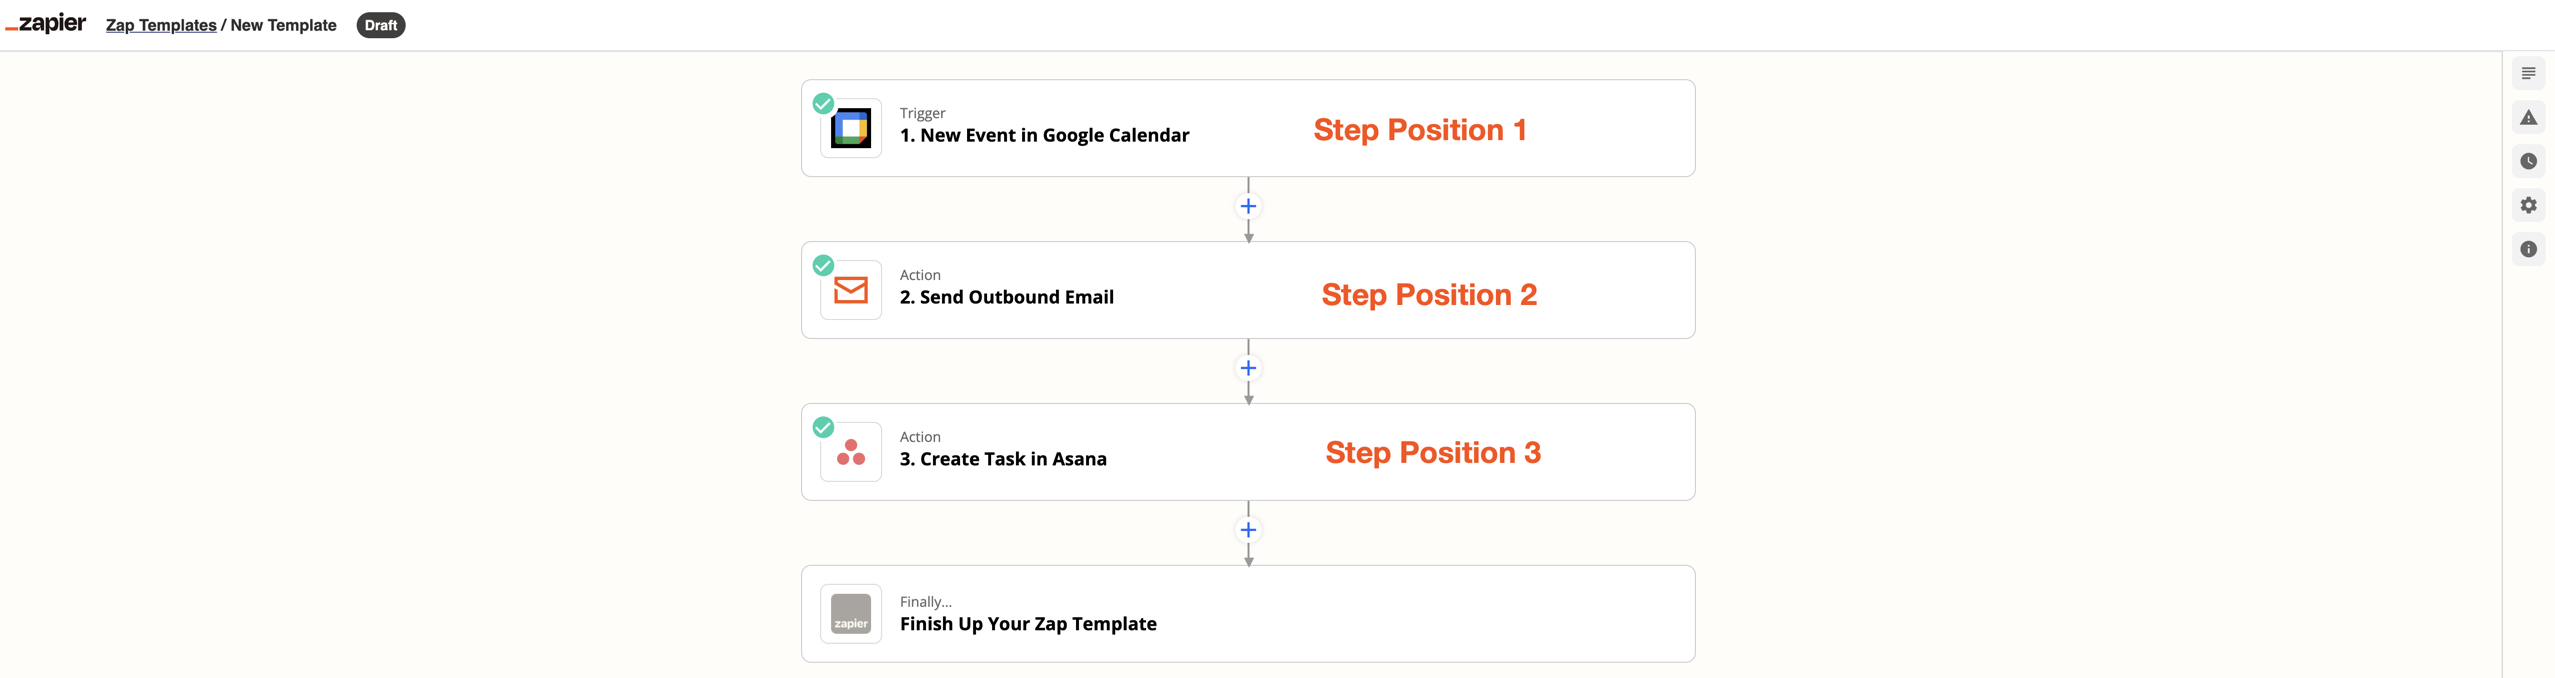 zapier Zap Templates / New Template Draft
Trigger
1. New Event in Google Calendar
Step Position 1
Action
2. Send Outbound Email
Step Position 2
Action
3. Create Task in Asana
Step Position 3
zapier
Finally...
Finish Up Your Zap Template